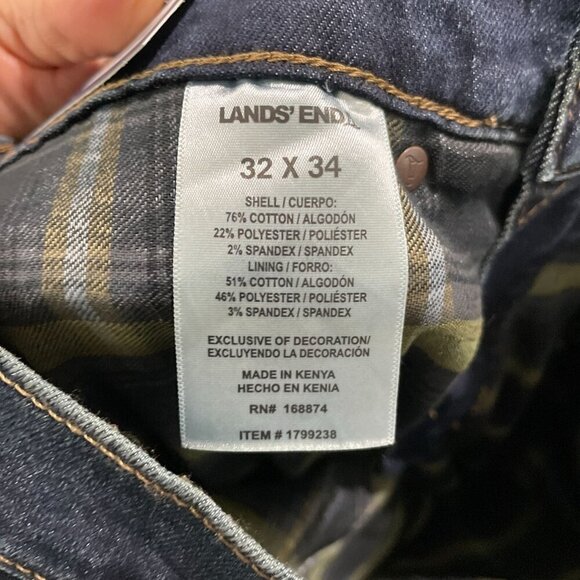 LANDS' END
32 X 34
SHELL / CUERPO:
76% COTTON / ALGODÓN
22% POLYESTER / POLIÉSTER
2% SPANDEX / SPANDEX
LINING / FORRO:
51% COTTON / ALGODÓN
46% POLYESTER / POLIÉSTER
3% SPANDEX / SPANDEX
EXCLUSIVE OF DECORATION/
EXCLUYENDO LA DECORACIÓN
MADE IN KENYA
HECHO EN KENIA
RN# 168874
ITEM # 1799238